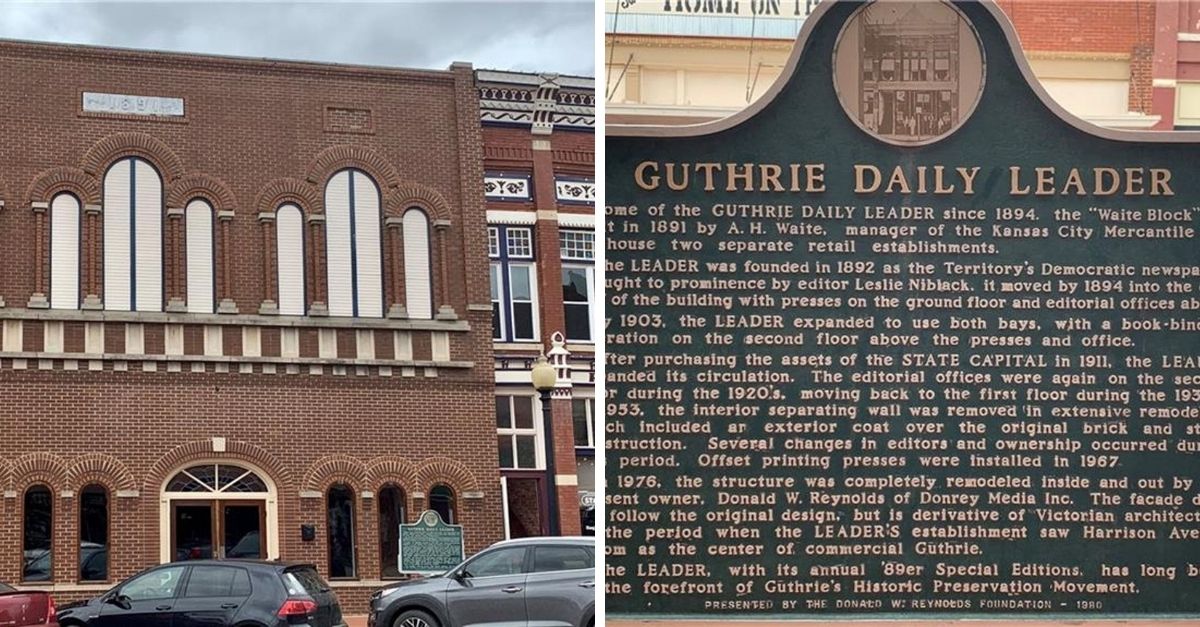 1891
HOME ON THE
GUTHRIE DAILY LEADER
ome of the GUTHRIE DAILY LEADER since 1894, the "Waite Block"
t in 1891 by A. H. Waite, manager of the Kansas City Mercantile
house two separate retail establishments.
he LEADER was founded in 1892 as the Territory's Democratic newspa
ught to prominence by editor Leslie Niblack, it moved by 1894 into the
of the building with presses on the ground floor and editorial offices ab
y 1903, the LEADER expanded to use both bays, with a book-bin
ration on the second floor above the presses and office.
fter purchasing the assets of the STATE CAPITAL in 1911, the LEA
anded its circulation. The editorial offices were again on the sec
r during the 1920's, moving back to the first floor during the 193
953, the interior separating wall was removed in extensive remode
ch included an exterior coat over the original brick and st
struction. Several changes in editors and ownership occurred du
s period. Offset printing presses were installed in 1967
1976, the structure was completely remodeled inside and out by
sent owner, Donald W. Reynolds of Donrey Media Inc. The facade
follow the original design, but is derivative of Victorian architect
the period when the LEADER'S establishment saw Harrison Ave
om as the center of commercial Guthrie.
he LEADER, with its annual '89er Special Editions, has long b
the forefront of Guthrie's Historic Preservation Movement.
PRESENTED BY THE DONALD W. REYNOLDS FOUNDATION - 1980